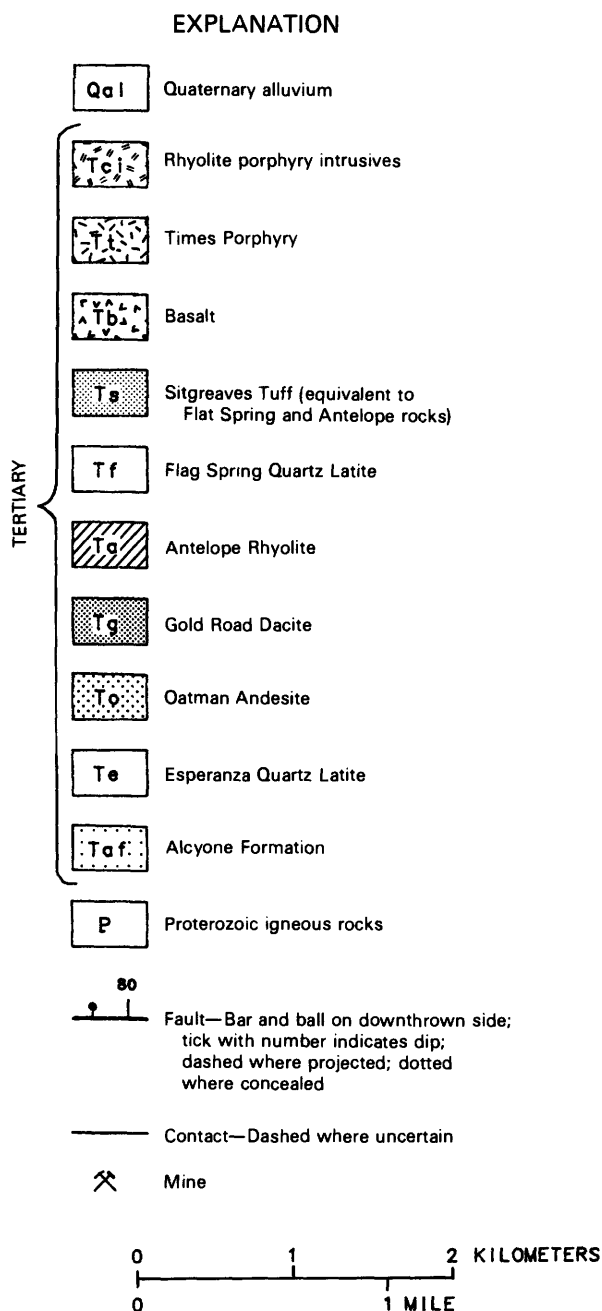 EXPLANATION
Qal Quaternary alluvium
Tci Rhyolite porphyry intrusives
Tt Times Porphyry
Tb Basalt
Ts Sitgreaves Tuff (equivalent to
Flat Spring and Antelope rocks)
Tf Flag Spring Quartz Latite
TERTIARY
Ta Antelope Rhyolite
Tg Gold Road Dacite
To Oatman Andesite
Te Esperanza Quartz Latite
Taf Alcyone Formation
P Proterozoic igneous rocks
80
Fault—Bar and ball on downthrown side;
tick with number indicates dip;
dashed where projected; dotted
where concealed
Contact—Dashed where uncertain
Mine
0 1 2 KILOMETERS
0 1 MILE